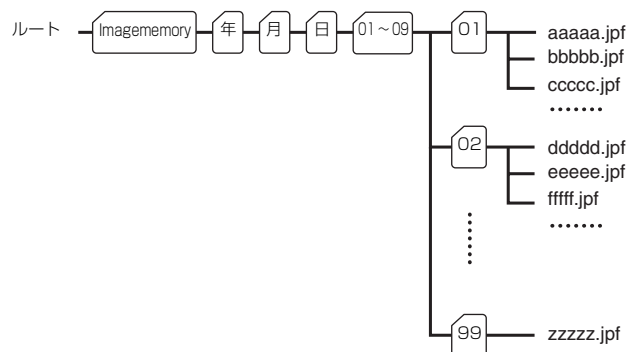 ルート Imagememory 年 月 日 01～09 01 aaaaa.jpf
bbbbb.jpf
ccccc.jpf
.......
02 ddddd.jpf
eeeee.jpf
fffff.jpf
.......
99 zzzzz.jpf